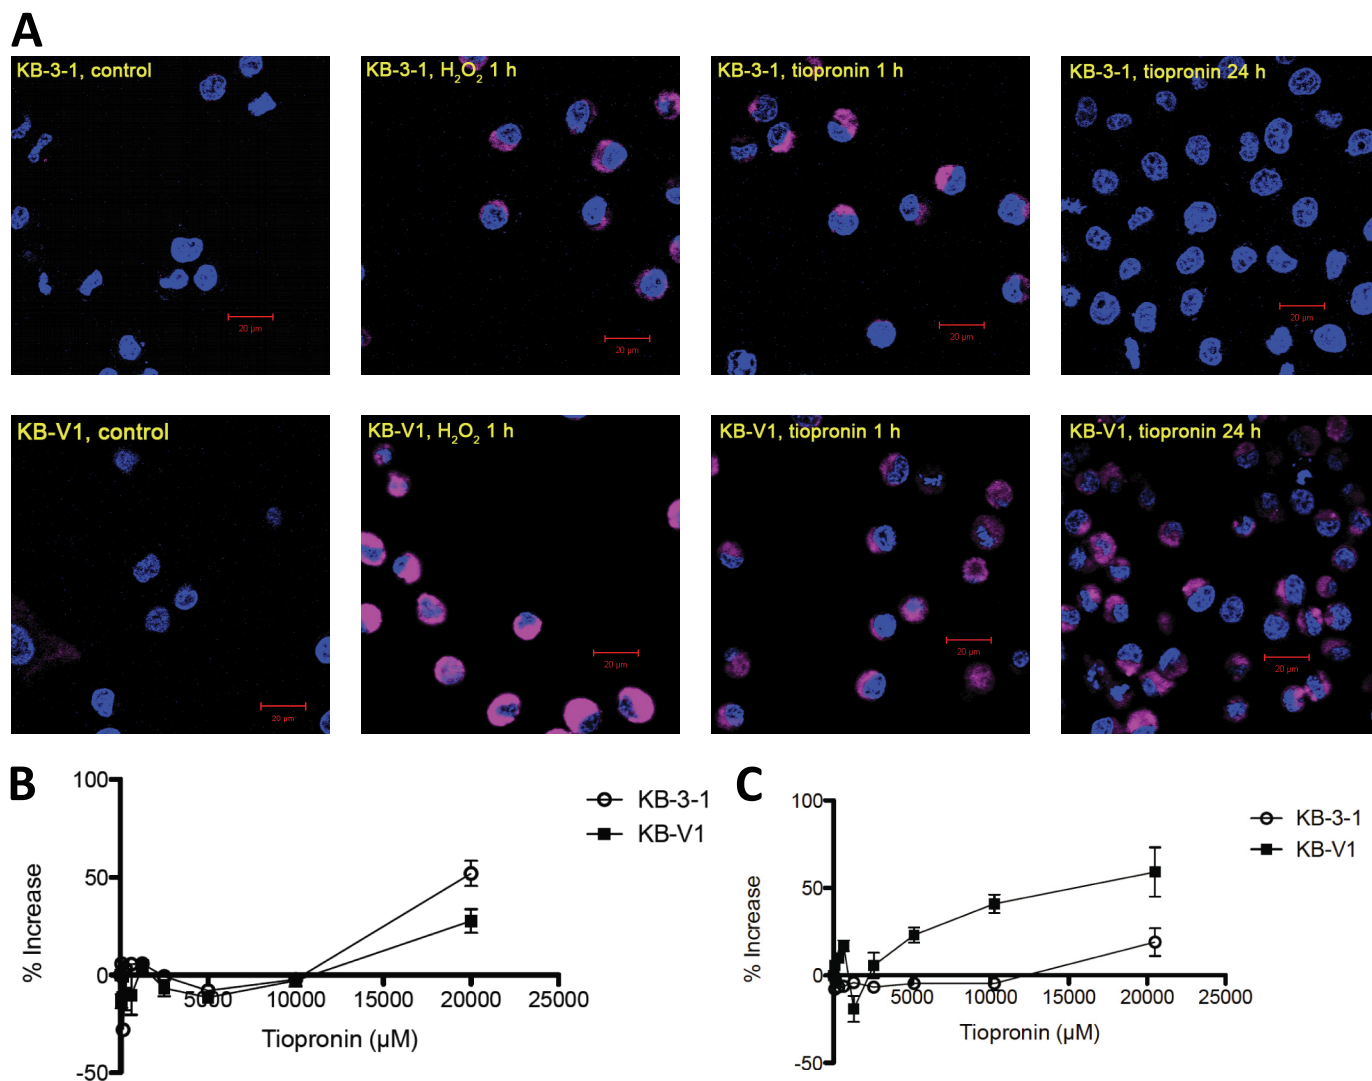 A
KB-3-1, control
KB-3-1, H₂O₂ 1 h
KB-3-1, tiopronin 1 h
KB-3-1, tiopronin 24 h
20 µm
20 µm
20 µm
20 µm
KB-V1, control
KB-V1, H₂O₂ 1 h
KB-V1, tiopronin 1 h
KB-V1, tiopronin 24 h
20 µm
20 µm
20 µm
20 µm
B
100
50
0
-50
% Increase
5000
10000
15000
20000
25000
Tiopronin (µM)
KB-3-1
KB-V1
C
100
50
0
-50
% Increase
5000
10000
15000
20000
25000
Tiopronin (µM)
KB-3-1
KB-V1